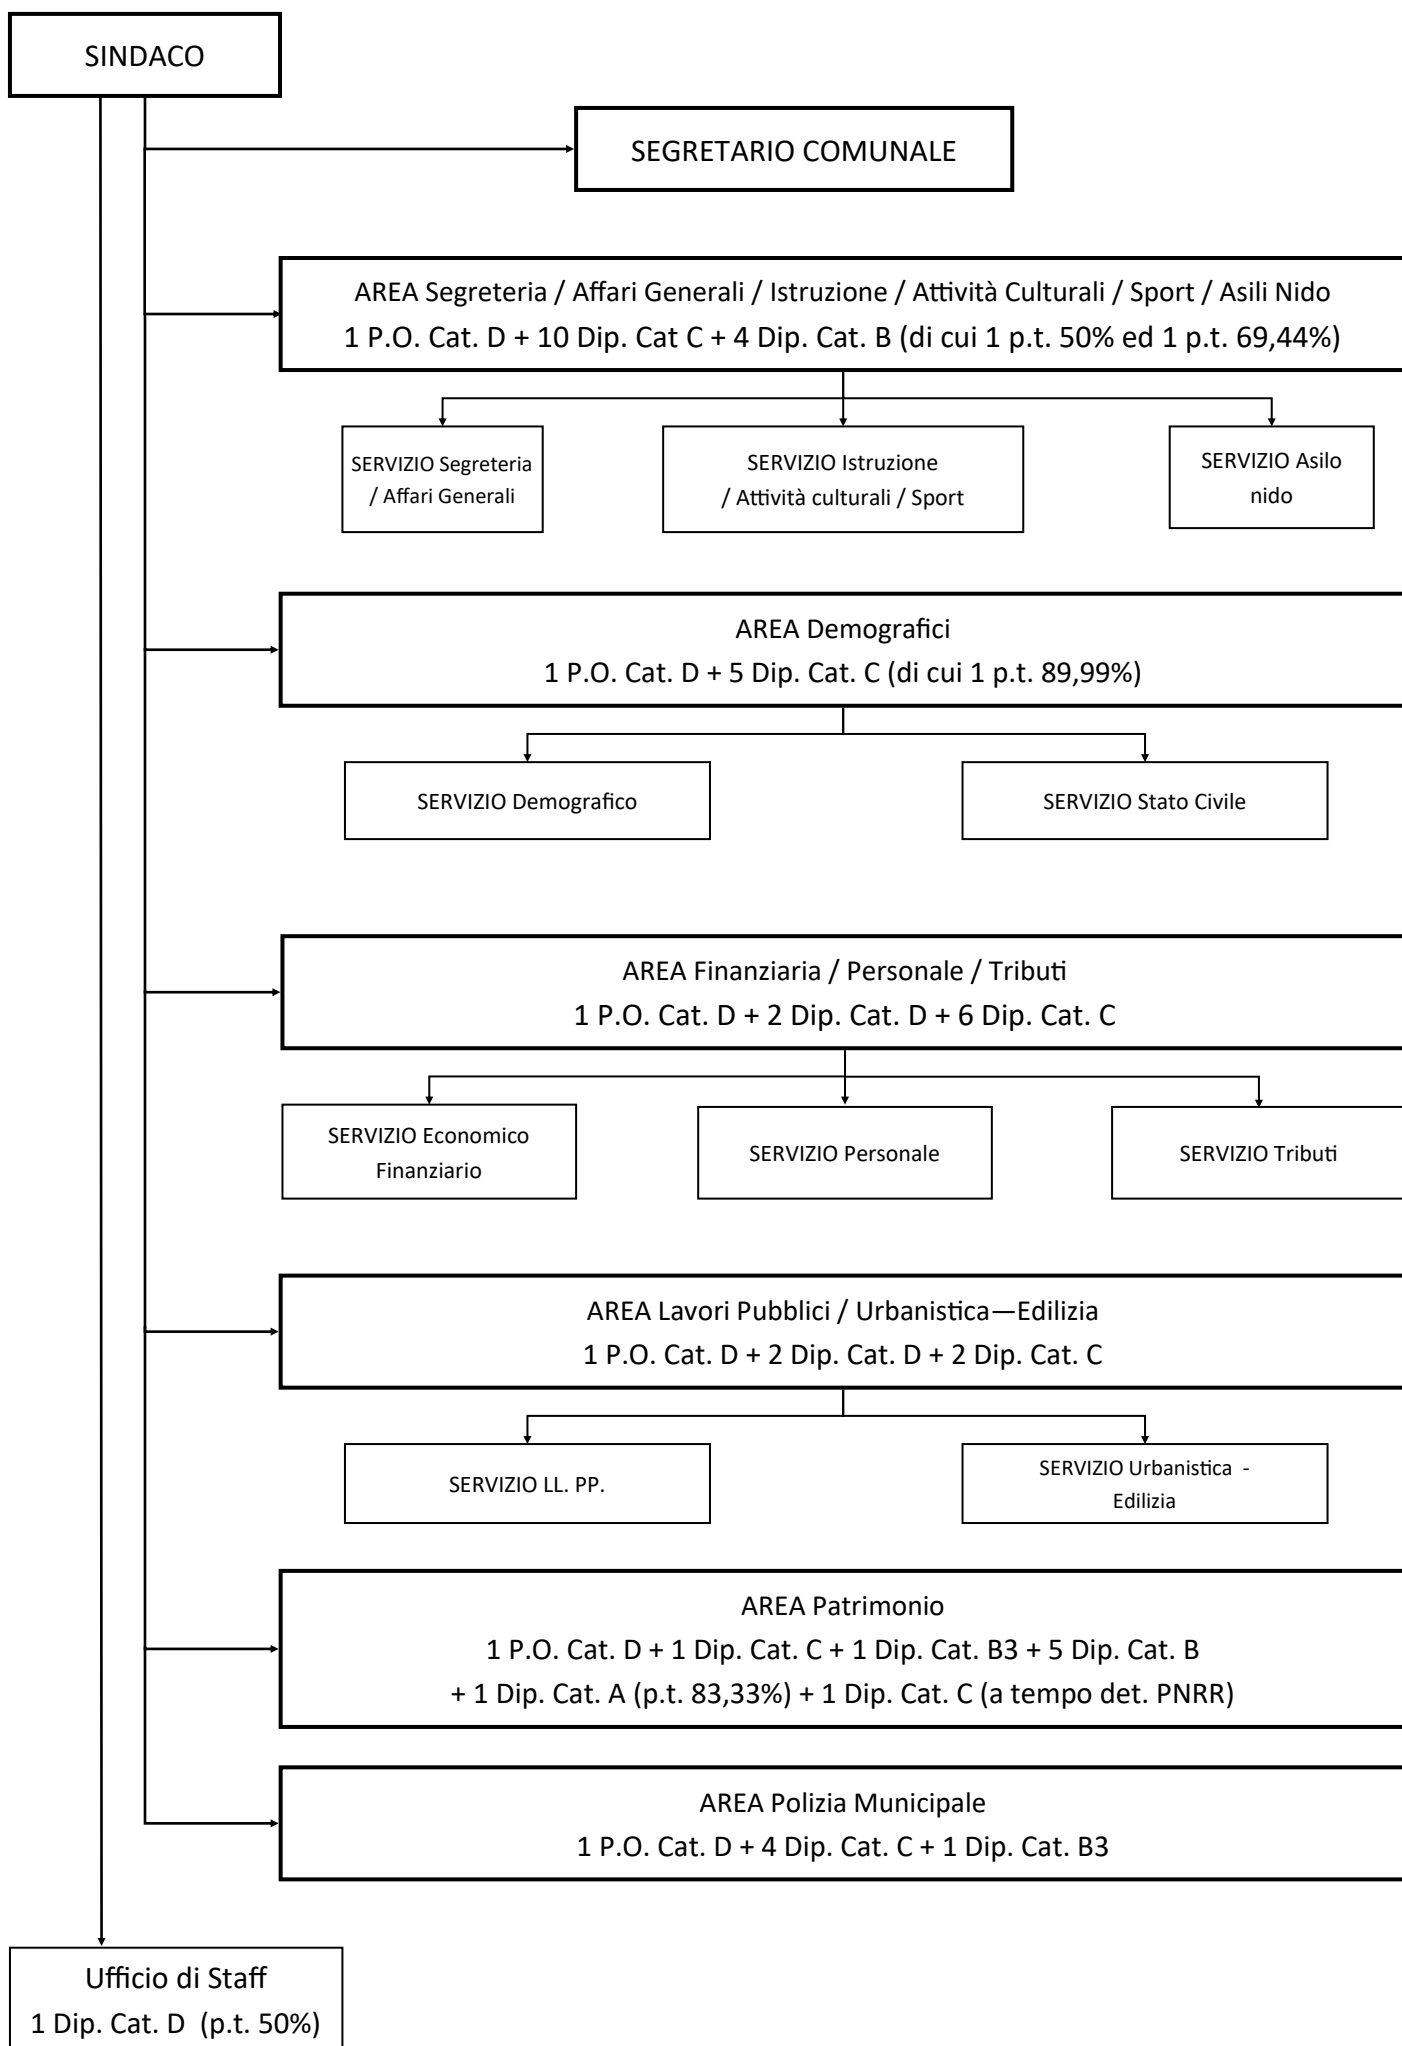 SINDACO
SEGRETARIO COMUNALE
AREA Segreteria / Affari Generali / Istruzione / Attività Culturali / Sport / Asili Nido
1 P.O. Cat. D + 10 Dip. Cat C + 4 Dip. Cat. B (di cui 1 p.t. 50% ed 1 p.t. 69,44%)
SERVIZIO Segreteria
/ Affari Generali
SERVIZIO Istruzione
/ Attività culturali / Sport
SERVIZIO Asilo
nido
AREA Demografici
1 P.O. Cat. D + 5 Dip. Cat. C (di cui 1 p.t. 89,99%)
SERVIZIO Demografico
SERVIZIO Stato Civile
AREA Finanziaria / Personale / Tributi
1 P.O. Cat. D + 2 Dip. Cat. D + 6 Dip. Cat. C
SERVIZIO Economico
Finanziario
SERVIZIO Personale
SERVIZIO Tributi
AREA Lavori Pubblici / Urbanistica—Edilizia
1 P.O. Cat. D + 2 Dip. Cat. D + 2 Dip. Cat. C
SERVIZIO LL. PP.
SERVIZIO Urbanistica -
Edilizia
AREA Patrimonio
1 P.O. Cat. D + 1 Dip. Cat. C + 1 Dip. Cat. B3 + 5 Dip. Cat. B
+ 1 Dip. Cat. A (p.t. 83,33%) + 1 Dip. Cat. C (a tempo det. PNRR)
AREA Polizia Municipale
1 P.O. Cat. D + 4 Dip. Cat. C + 1 Dip. Cat. B3
Ufficio di Staff
1 Dip. Cat. D (p.t. 50%)